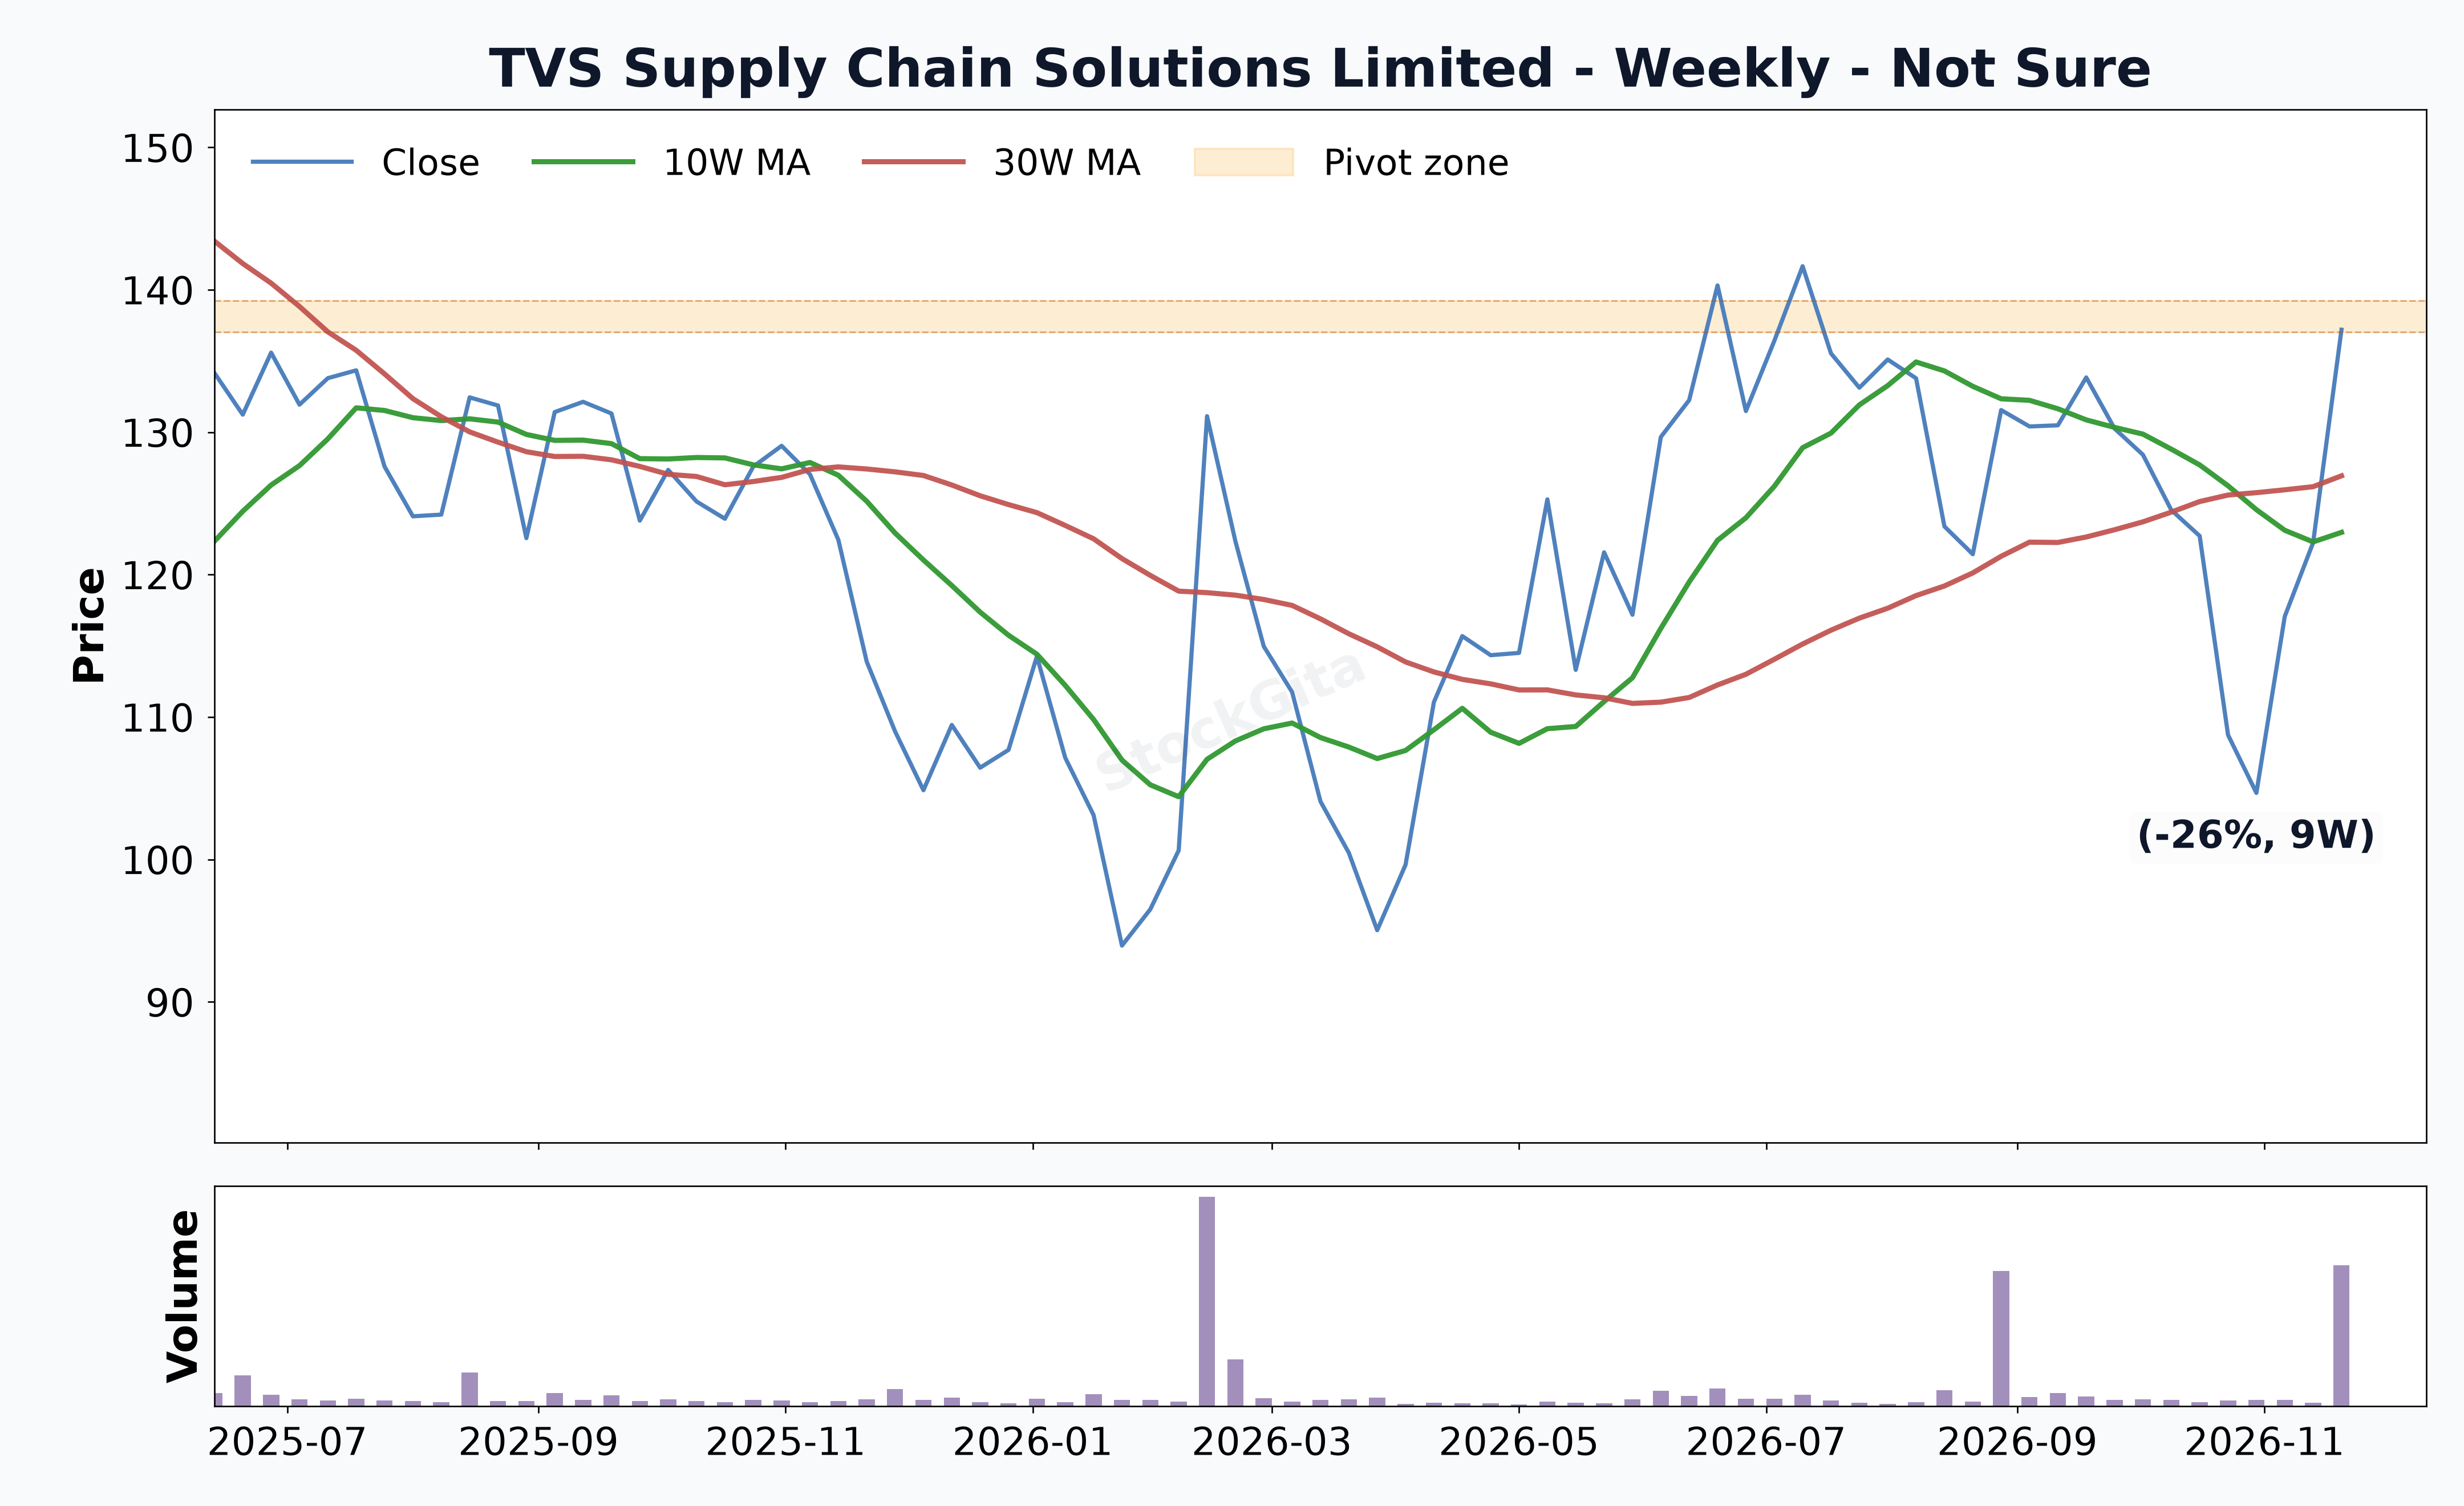 TVS Supply Chain Solutions Limited - Weekly - Not Sure
Close 10W MA 30W MA Pivot zone
150
140
130
120
110
100
90
Price
StockGita
(-26%, 9W)
Volume
2025-07 2025-09 2025-11 2026-01 2026-03 2026-05 2026-07 2026-09 2026-11